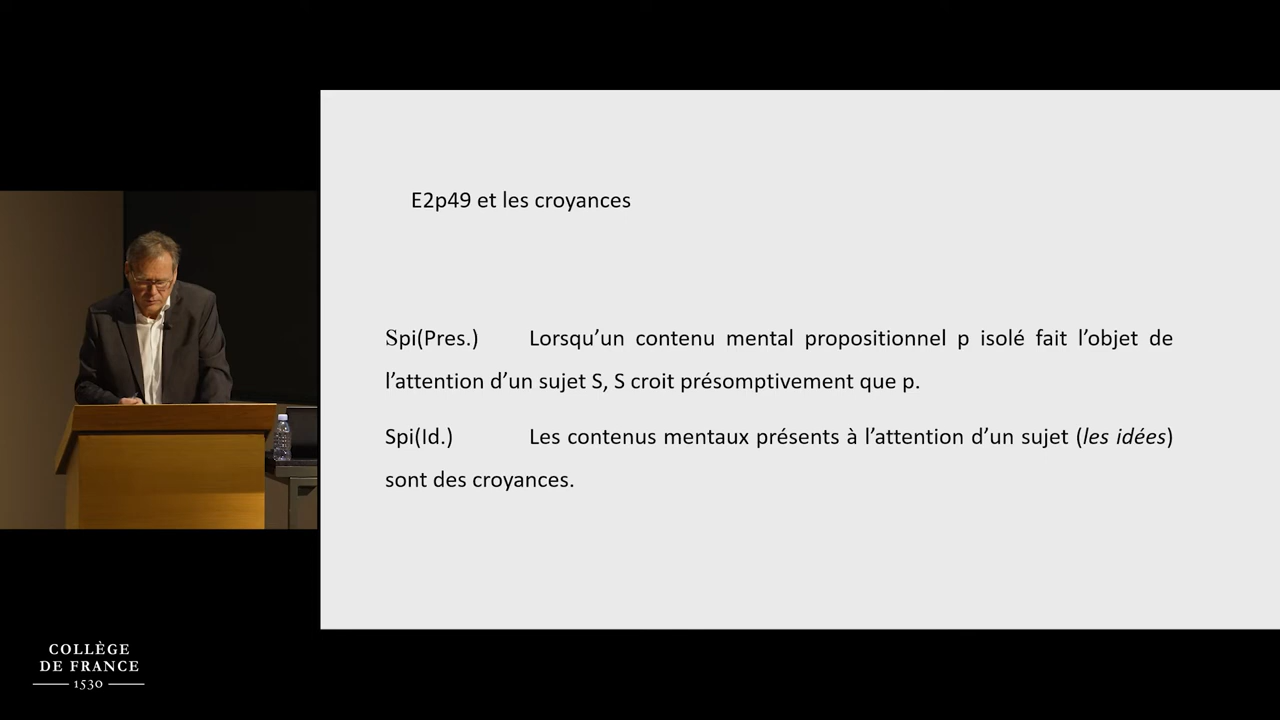 E2p49 et les croyances
Spi(Pres.) Lorsqu’un contenu mental propositionnel p isolé fait l’objet de
l’attention d’un sujet S, S croit présomptivement que p.
Spi(Id.) Les contenus mentaux présents à l’attention d’un sujet (les idées)
sont des croyances.
COLLÈGE
DE FRANCE
1530